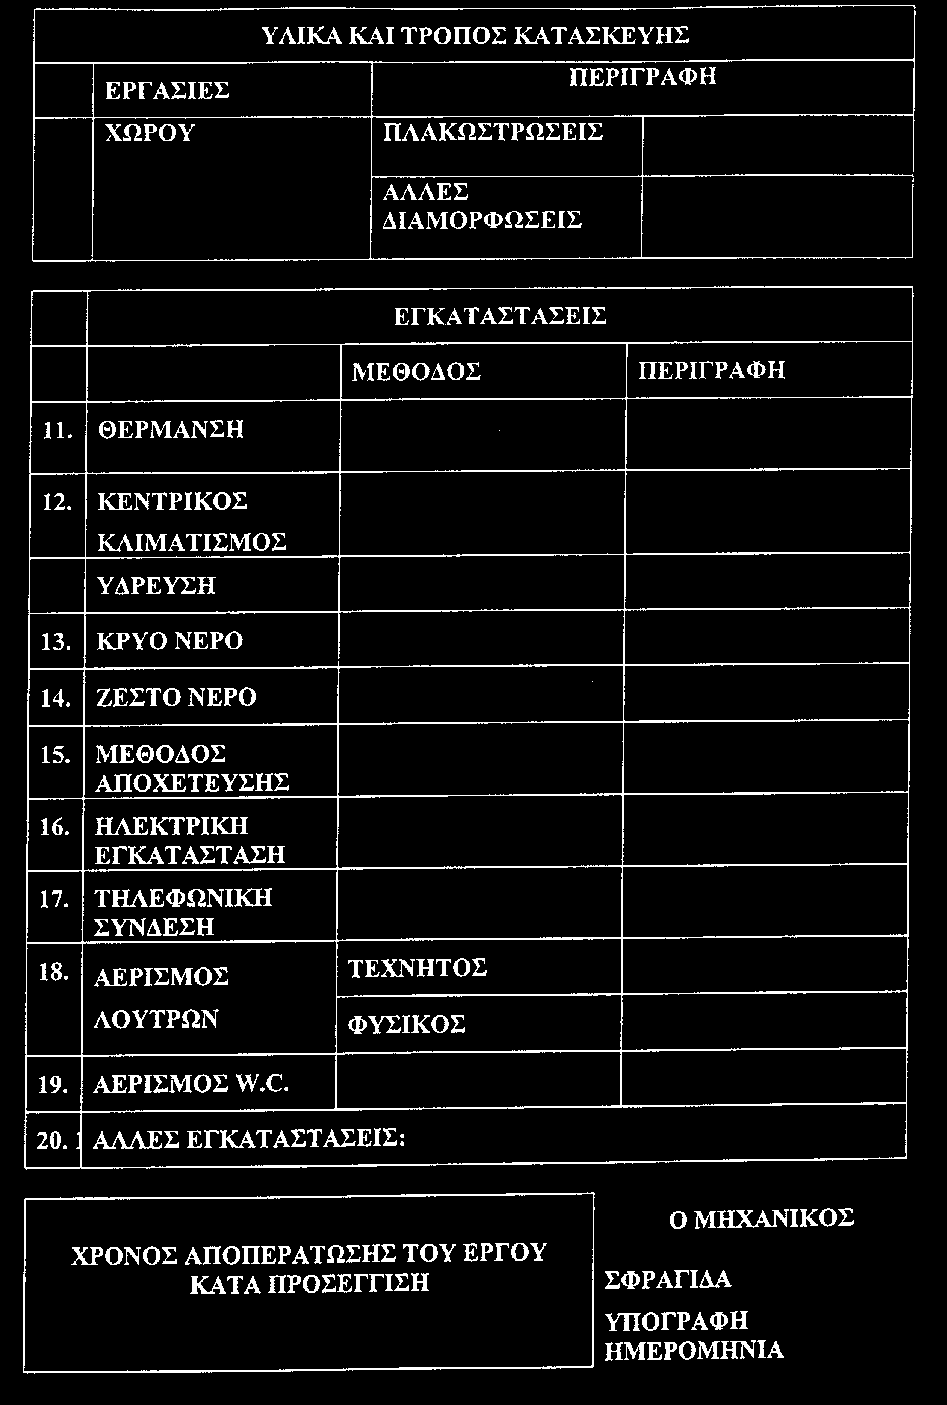 ΥΛΙΚΑ ΚΑΙ ΤΡΟΠΟΣ ΚΑΤΑΣΚΕΥΗΣ
ΕΡΓΑΣΙΕΣ ΠΕΡΙΓΡΑΦΗ
ΧΩΡΟΥ ΠΛΑΚΩΣΤΡΩΣΕΙΣ
ΑΛΛΕΣ
ΔΙΑΜΟΡΦΩΣΕΙΣ
ΕΓΚΑΤΑΣΤΑΣΕΙΣ
ΜΕΘΟΔΟΣ ΠΕΡΙΓΡΑΦΗ
11. ΘΕΡΜΑΝΣΗ
12. ΚΕΝΤΡΙΚΟΣ
ΚΛΙΜΑΤΙΣΜΟΣ
ΥΔΡΕΥΣΗ
13. ΚΡΥΟ ΝΕΡΟ
14. ΖΕΣΤΟ ΝΕΡΟ
15. ΜΕΘΟΔΟΣ
ΑΠΟΧΕΤΕΥΣΗΣ
16. ΗΛΕΚΤΡΙΚΗ
ΕΓΚΑΤΑΣΤΑΣΗ
17. ΤΗΛΕΦΩΝΙΚΗ
ΣΥΝΔΕΣΗ
18. ΑΕΡΙΣΜΟΣ ΤΕΧΝΗΤΟΣ
ΛΟΥΤΡΩΝ ΦΥΣΙΚΟΣ
19. ΑΕΡΙΣΜΟΣ W.C.
20. ΑΛΛΕΣ ΕΓΚΑΤΑΣΤΑΣΕΙΣ:
ΧΡΟΝΟΣ ΑΠΟΠΕΡΑΤΩΣΗΣ ΤΟΥ ΕΡΓΟΥ
ΚΑΤΑ ΠΡΟΣΕΓΓΙΣΗ
Ο ΜΗΧΑΝΙΚΟΣ
ΣΦΡΑΓΙΔΑ
ΥΠΟΓΡΑΦΗ
ΗΜΕΡΟΜΗΝΙΑ